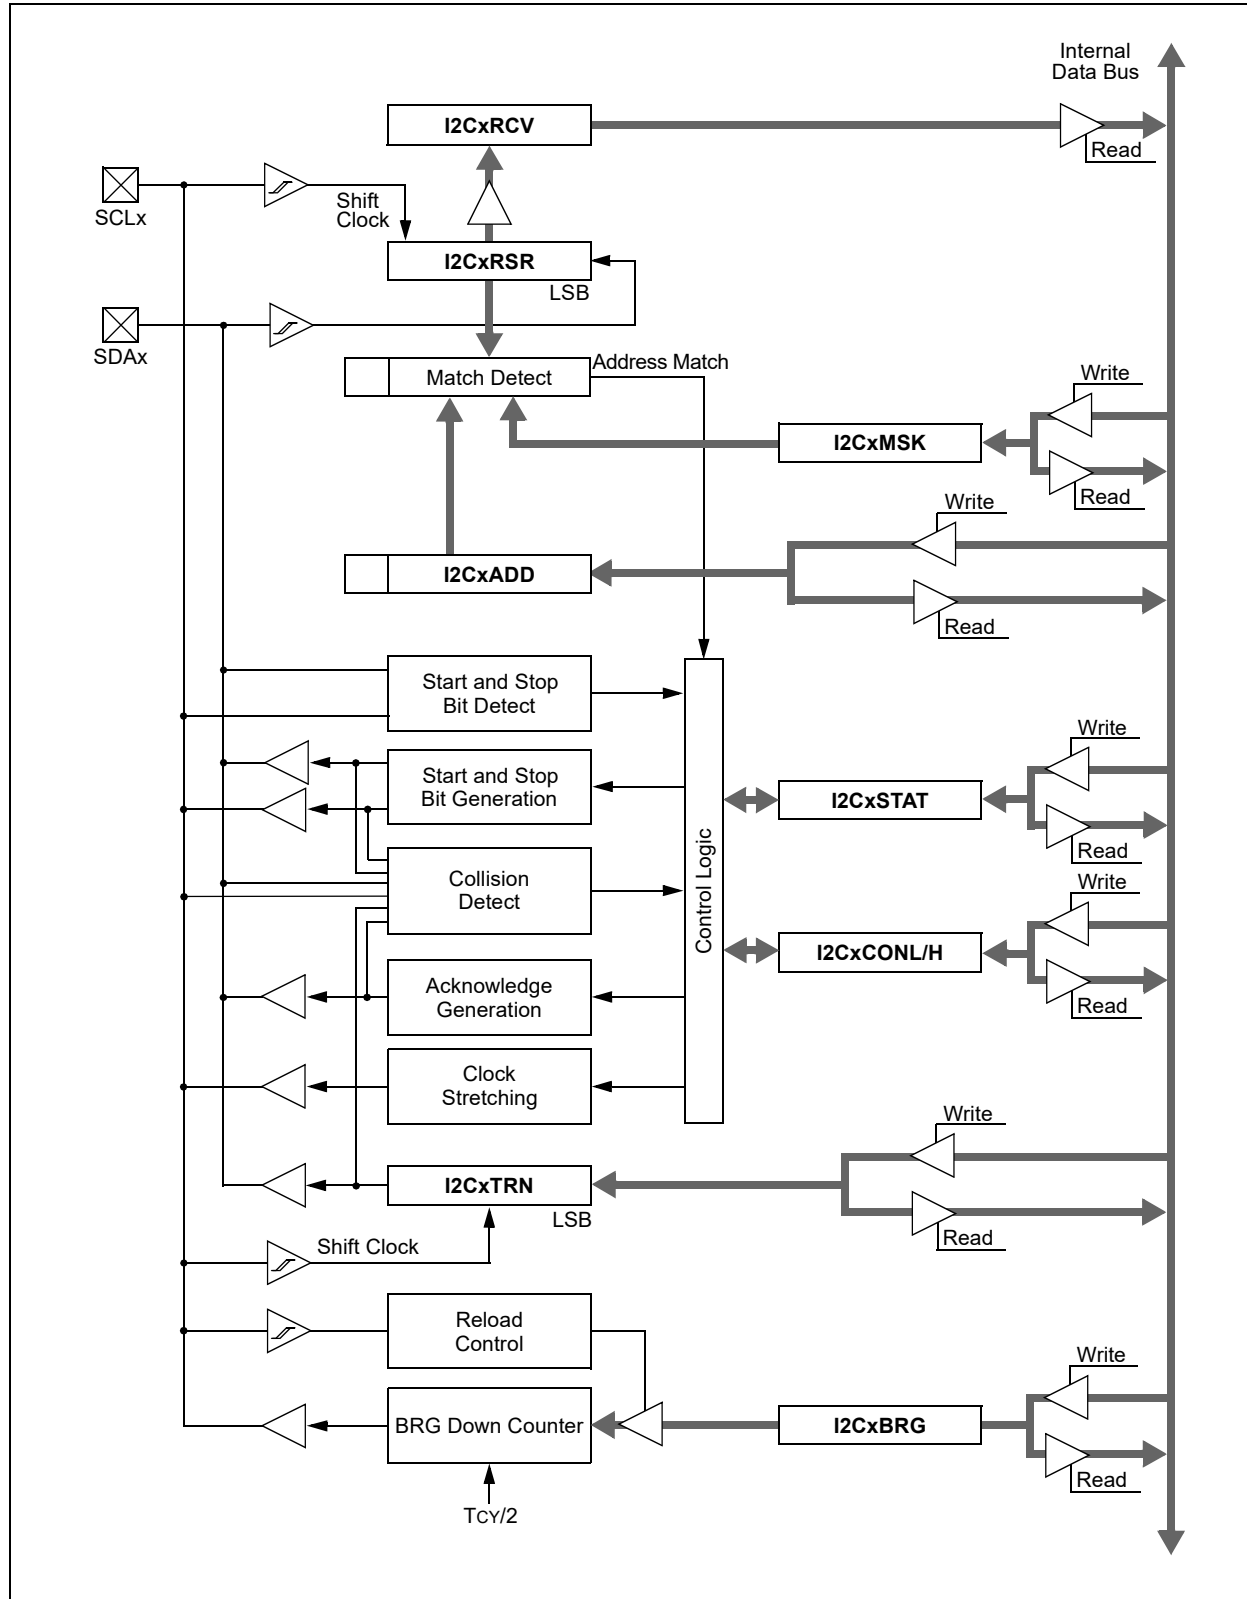 Internal
Data Bus
I2CxRCV
Read
SCLx
Shift
Clock
I2CxRSR
LSB
SDAx
Match Detect
Address Match
Write
I2CxMSK
Read
Write
I2CxADD
Read
Start and Stop
Bit Detect
Write
Start and Stop
Bit Generation
I2CxSTAT
Read
Control Logic
Collision
Detect
Write
I2CxCONL/H
Read
Acknowledge
Generation
Clock
Stretching
Write
I2CxTRN
LSB
Read
Shift Clock
Reload
Control
Write
BRG Down Counter
I2CxBRG
Read
TCY/2